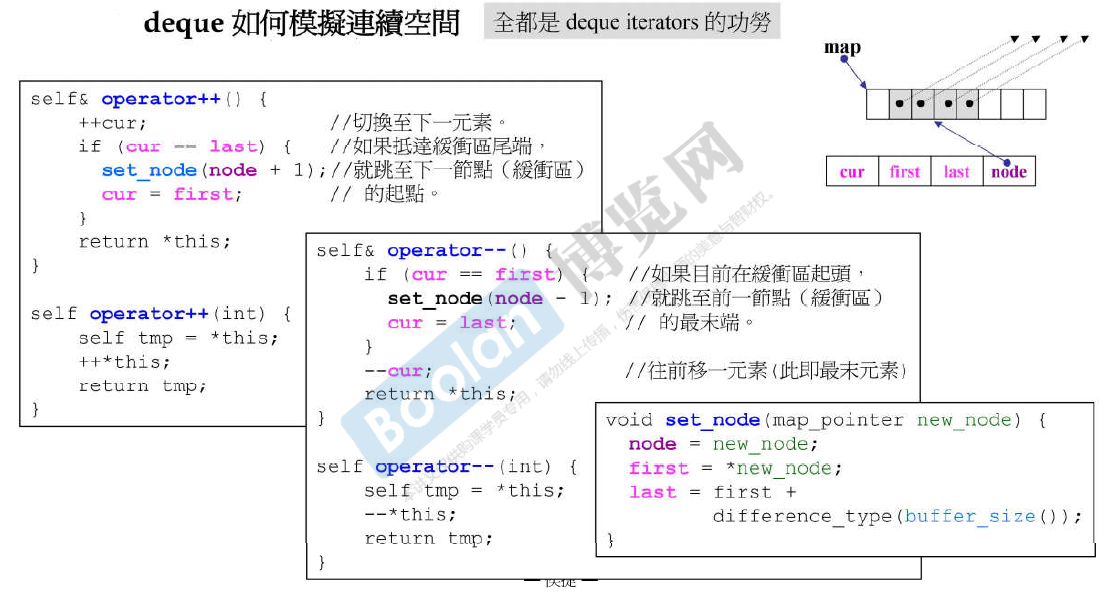 deque 如何模擬連續空間
全都是 deque iterators 的功勞
map
cur first last node
self& operator++() {
++cur; //切換至下一元素。
if (cur == last) { //如果抵達緩衝區尾端，
set_node(node + 1);//就跳至下一節點（緩衝區）
cur = first; // 的起點。
}
return *this;
}
self operator++(int) {
self tmp = *this;
++*this;
return tmp;
}
self& operator--() {
if (cur == first) { //如果目前在緩衝區起頭，
set_node(node - 1); //就跳至前一節點（緩衝區）
cur = last; // 的最末端。
}
--cur; //往前移一元素(此即最末元素)
return *this;
}
self operator--(int) {
self tmp = *this;
--*this;
return tmp;
}
void set_node(map_pointer new_node) {
node = new_node;
first = *new_node;
last = first +
difference_type(buffer_size());
}
Boolan 博览网
— 侯捷 —